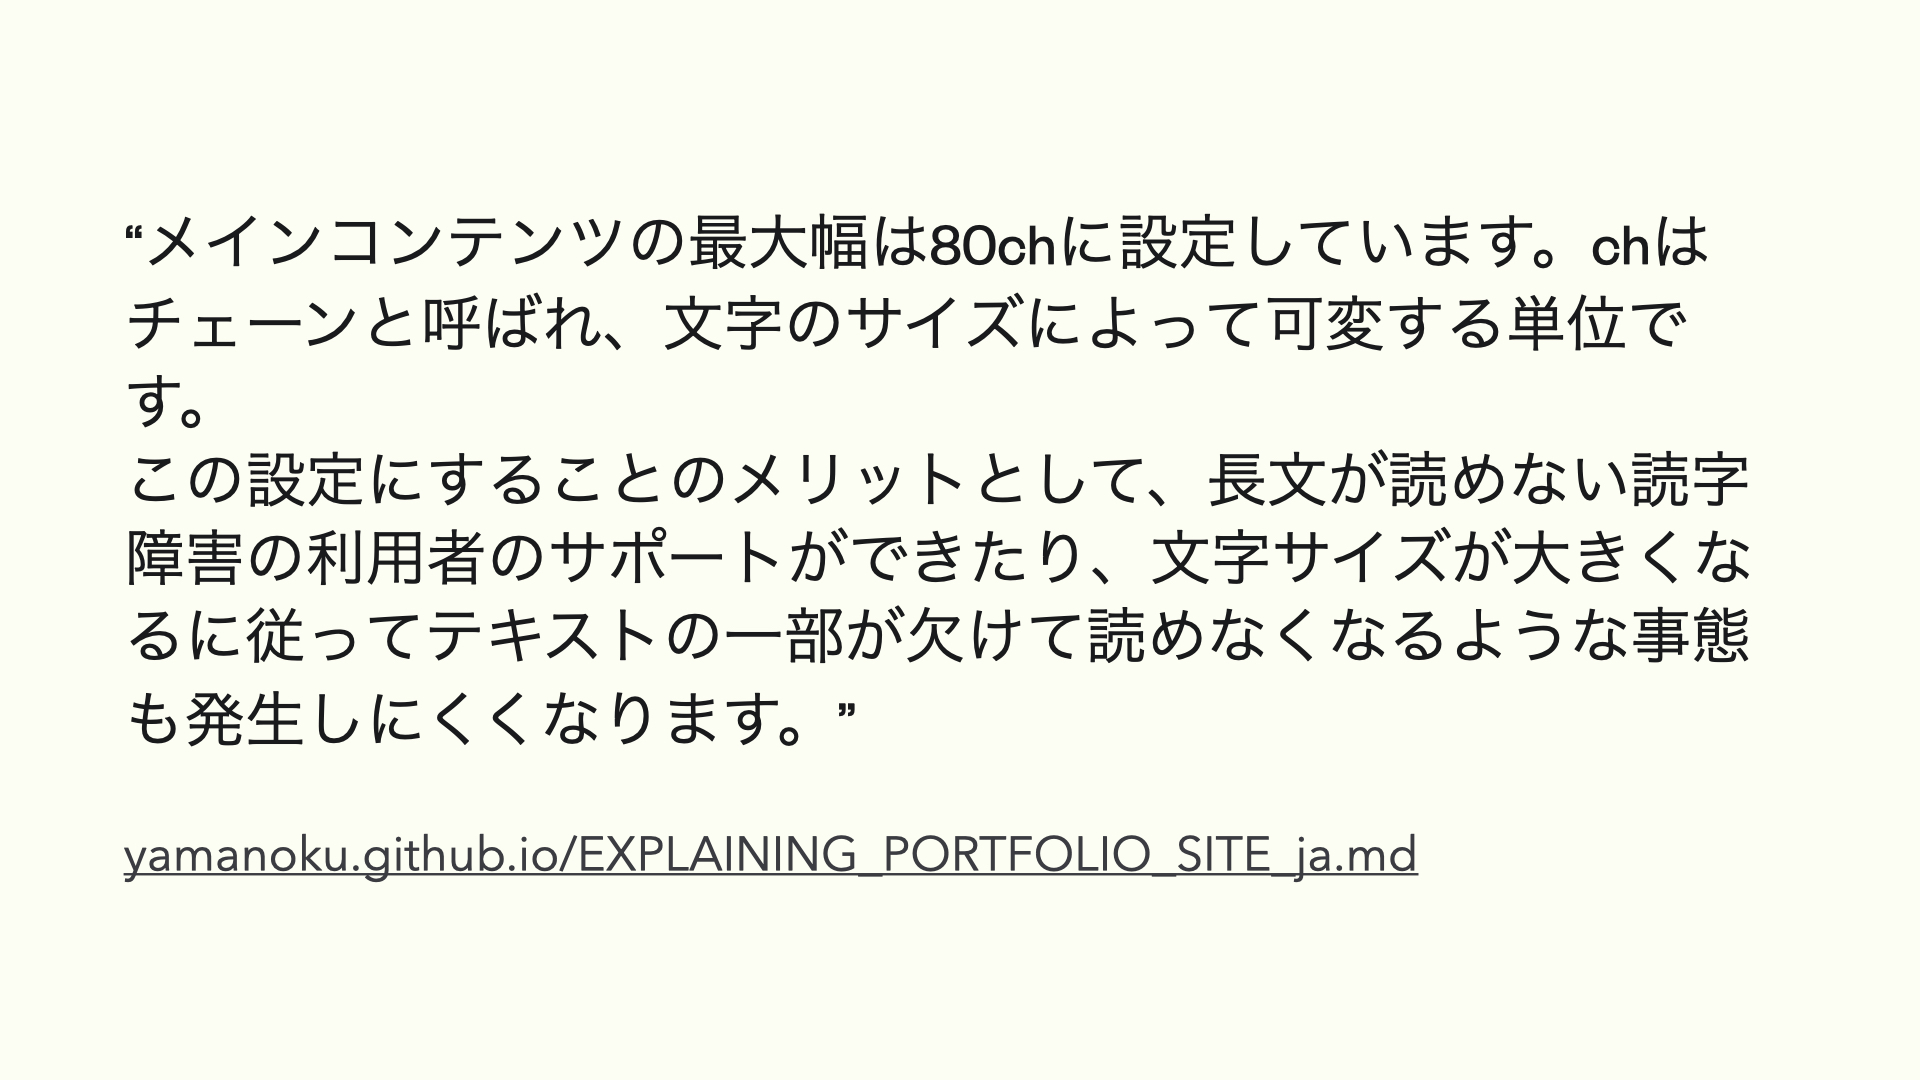 “メインコンテンツの最大幅は80chに設定しています。chは
チェーンと呼ばれ、文字のサイズによって可変する単位で
す。
この設定にすることのメリットとして、長文が読めない読字
障害の利用者のサポートができたり、文字サイズが大きくな
るに従ってテキストの一部が欠けて読めなくなるような事態
も発生しにくくなります。”
yamanoku.github.io/EXPLAINING_PORTFOLIO_SITE_ja.md